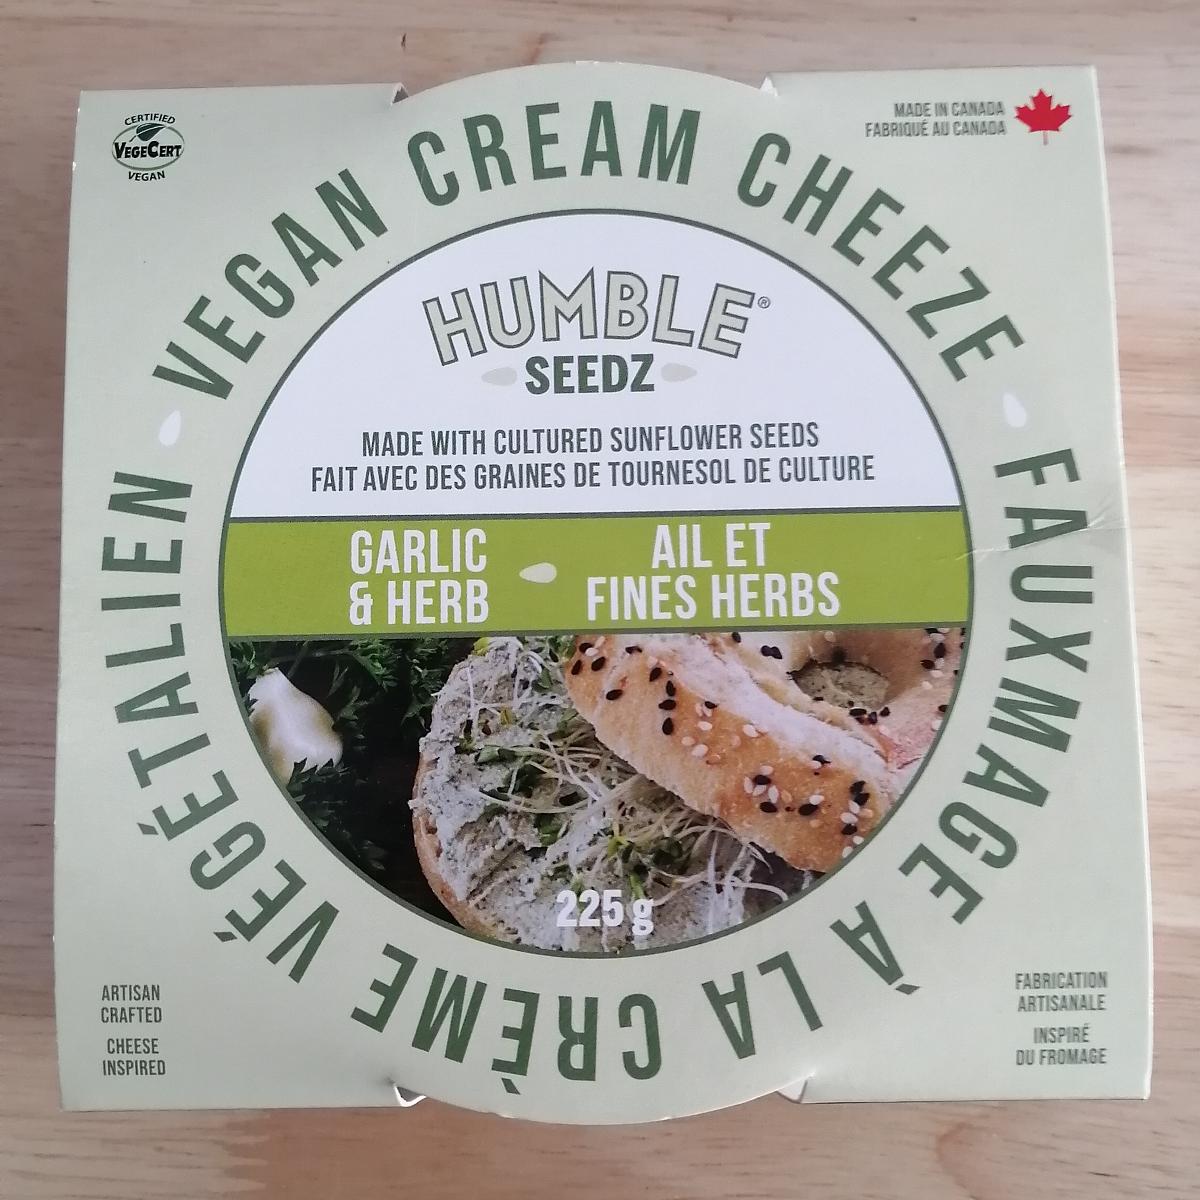 CERTIFIED
VEGECERT
VEGAN
MADE IN CANADA
FABRIQUÉ AU CANADA
VEGAN CREAM CHEEZE
FAUXMAGE À LA CRÈME VÉGÉTALIEN
HUMBLE®
SEEDZ
MADE WITH CULTURED SUNFLOWER SEEDS
FAIT AVEC DES GRAINES DE TOURNESOL DE CULTURE
GARLIC
& HERB
AIL ET
FINES HERBS
225 g
ARTISAN
CRAFTED
CHEESE
INSPIRED
FABRICATION
ARTISANALE
INSPIRÉ
DU FROMAGE